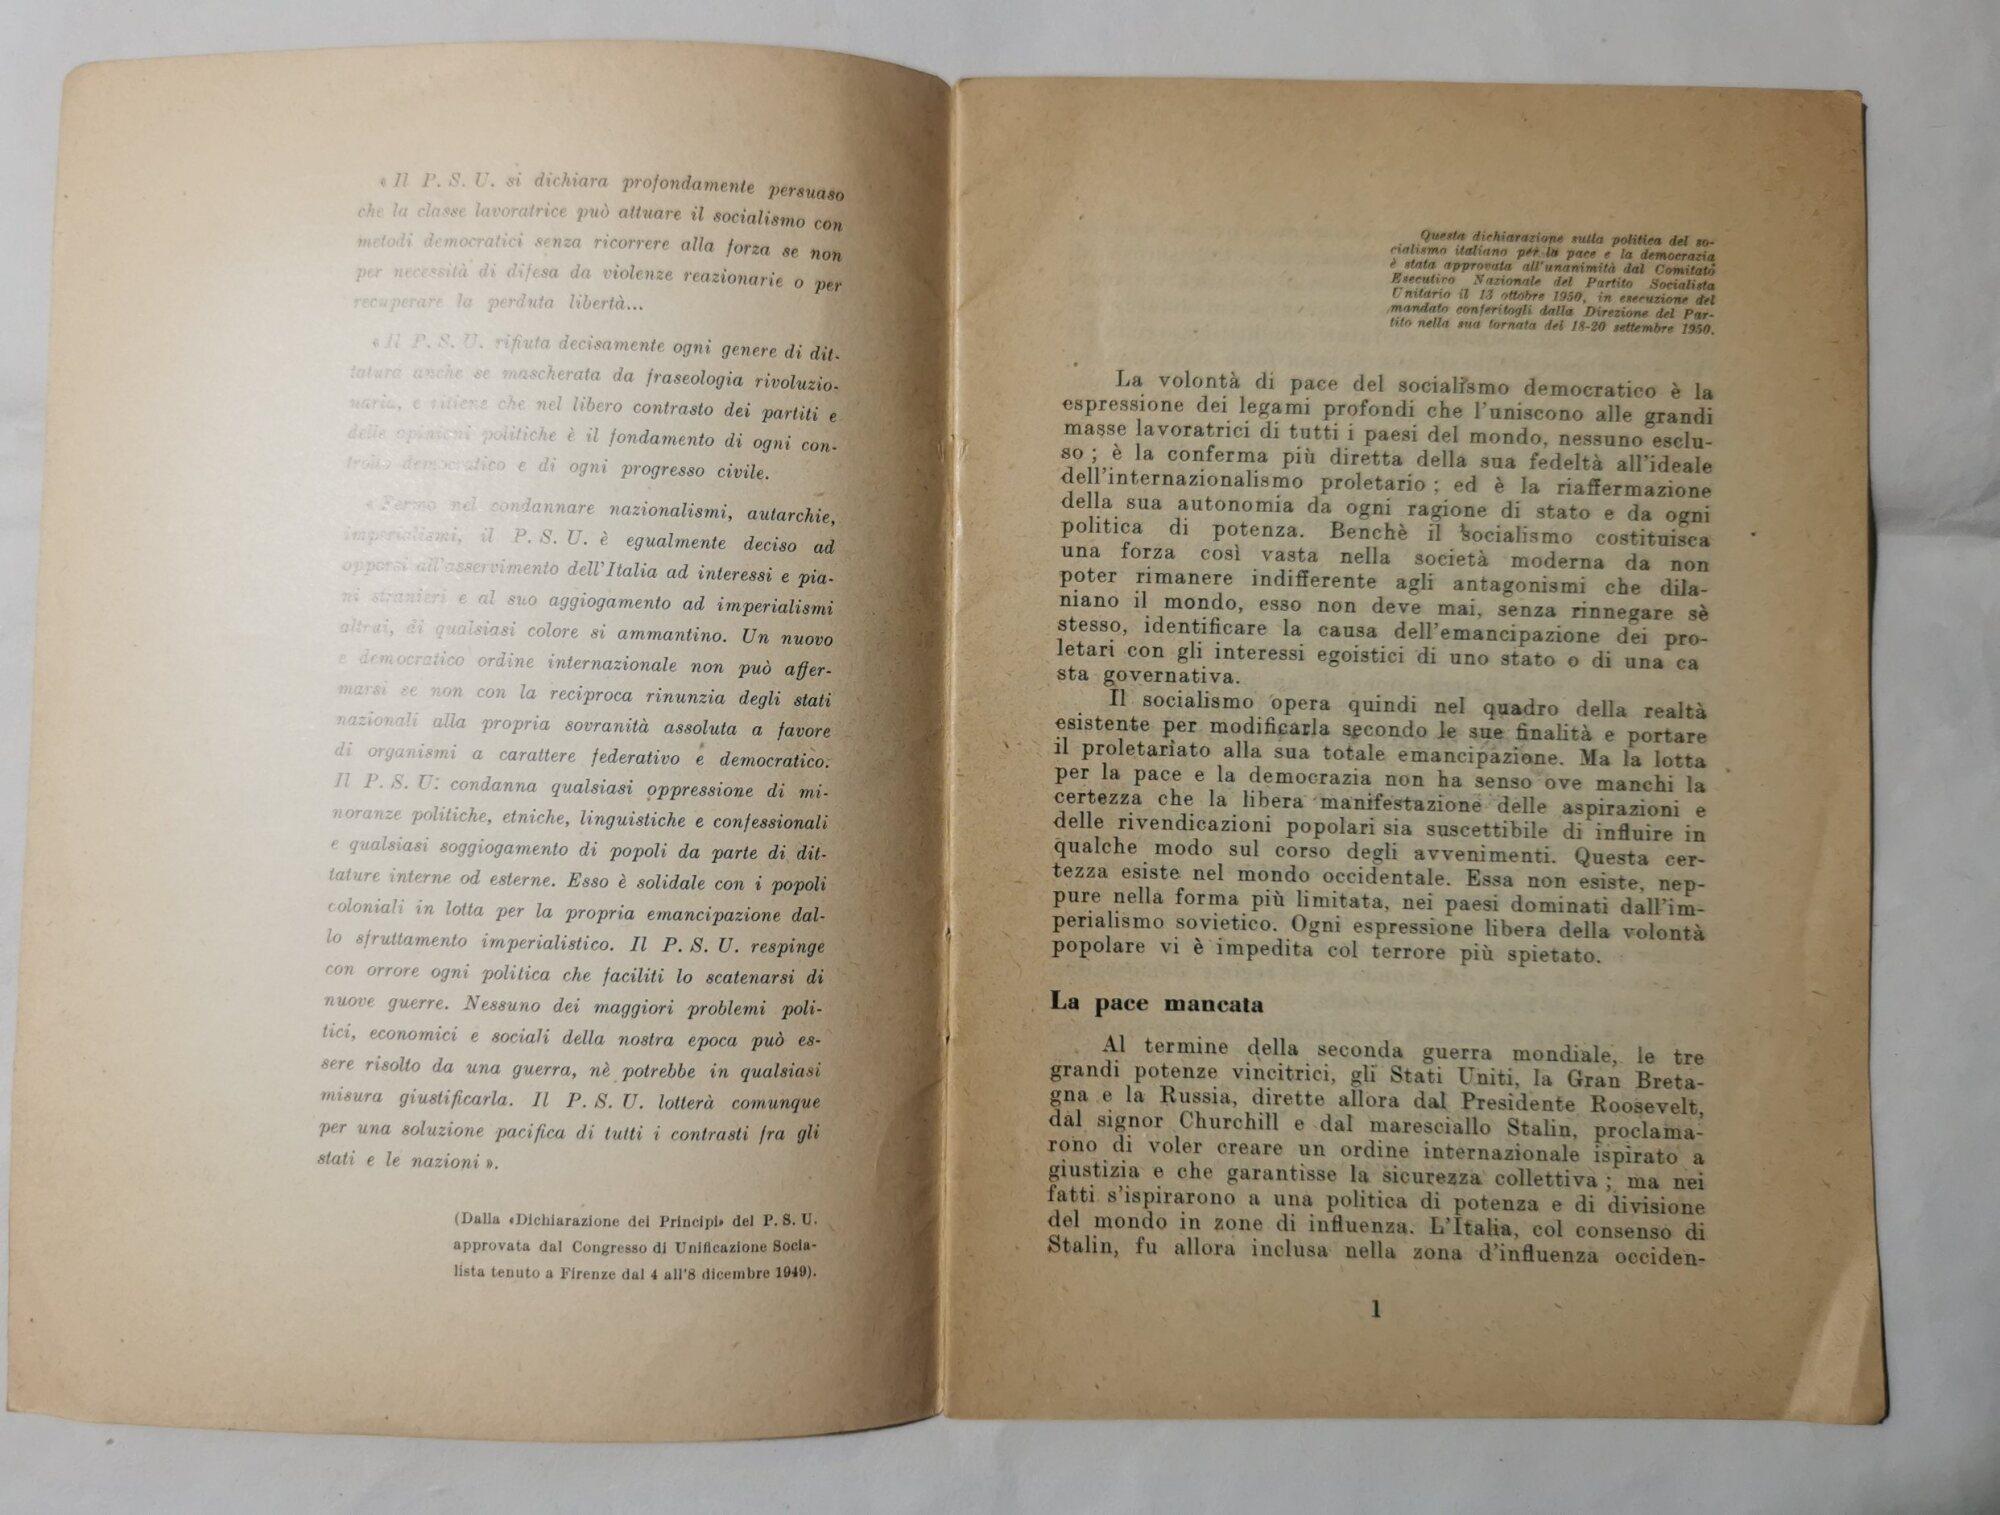 « Il P. S. U. si dichiara profondamente persuaso
che la classe lavoratrice può attuare il socialismo con
metodi democratici senza ricorrere alla forza se non
per necessità di difesa da violenze reazionarie o per
recuperare la perduta libertà...
« Il P. S. U. rifiuta decisamente ogni genere di dit-
tatura anche se mascherata da fraseologia rivoluzio-
naria, e ritiene che nel libero contrasto dei partiti e
delle opinioni politiche è il fondamento di ogni con-
trollo democratico e di ogni progresso civile.
« Fermo nel condannare nazionalismi, autarchie,
imperialismi, il P. S. U. è egualmente deciso ad
opporsi all'asservimento dell'Italia ad interessi e pia-
ni stranieri e al suo aggiogamento ad imperialismi
altrui, di qualsiasi colore si ammantino. Un nuovo
e democratico ordine internazionale non può affer-
marsi se non con la reciproca rinunzia degli stati
nazionali alla propria sovranità assoluta a favore
di organismi a carattere federativo e democratico.
Il P. S. U. condanna qualsiasi oppressione di mi-
noranze politiche, etniche, linguistiche e confessionali
e qualsiasi soggiogamento di popoli da parte di dit-
tature interne od esterne. Esso è solidale con i popoli
coloniali in lotta per la propria emancipazione dal-
lo sfruttamento imperialistico. Il P. S. U. respinge
con orrore ogni politica che faciliti lo scatenarsi di
nuove guerre. Nessuno dei maggiori problemi poli-
tici, economici e sociali della nostra epoca può es-
sere risolto da una guerra, nè potrebbe in qualsiasi
misura giustificarla. Il P. S. U. lotterà comunque
per una soluzione pacifica di tutti i contrasti fra gli
stati e le nazioni ».
(Dalla «Dichiarazione dei Principi» del P. S. U.
approvata dal Congresso di Unificazione Socia-
lista tenuto a Firenze dal 4 all'8 dicembre 1949).
Questa dichiarazione sulla politica del so-
cialismo italiano per la pace e la democrazia
è stata approvata all'unanimità dal Comitato
Esecutivo Nazionale del Partito Socialista
Unitario il 13 ottobre 1950, in esecuzione del
mandato conferitogli dalla Direzione del Par-
tito nella sua tornata del 18-20 settembre 1950.
La volontà di pace del socialismo democratico è la
espressione dei legami profondi che l'uniscono alle grandi
masse lavoratrici di tutti i paesi del mondo, nessuno esclu-
so ; è la conferma più diretta della sua fedeltà all'ideale
dell'internazionalismo proletario ; ed è la riaffermazione
della sua autonomia da ogni ragione di stato e da ogni
politica di potenza. Benchè il socialismo costituisca
una forza così vasta nella società moderna da non
poter rimanere indifferente agli antagonismi che dila-
niano il mondo, esso non deve mai, senza rinnegare sè
stesso, identificare la causa dell'emancipazione dei pro-
letari con gli interessi egoistici di uno stato o di una ca
sta governativa.
Il socialismo opera quindi nel quadro della realtà
esistente per modificarla secondo le sue finalità e portare
il proletariato alla sua totale emancipazione. Ma la lotta
per la pace e la democrazia non ha senso ove manchi la
certezza che la libera manifestazione delle aspirazioni e
delle rivendicazioni popolari sia suscettibile di influire in
qualche modo sul corso degli avvenimenti. Questa cer-
tezza esiste nel mondo occidentale. Essa non esiste, nep-
pure nella forma più limitata, nei paesi dominati dall'im-
perialismo sovietico. Ogni espressione libera della volontà
popolare vi è impedita col terrore più spietato.
La pace mancata
Al termine della seconda guerra mondiale, le tre
grandi potenze vincitrici, gli Stati Uniti, la Gran Breta-
gna e la Russia, dirette allora dal Presidente Roosevelt,
dal signor Churchill e dal maresciallo Stalin, proclama-
rono di voler creare un ordine internazionale ispirato a
giustizia e che garantisse la sicurezza collettiva ; ma nei
fatti s'ispirarono a una politica di potenza e di divisione
del mondo in zone di influenza. L'Italia, col consenso di
Stalin, fu allora inclusa nella zona d'influenza occiden-
1